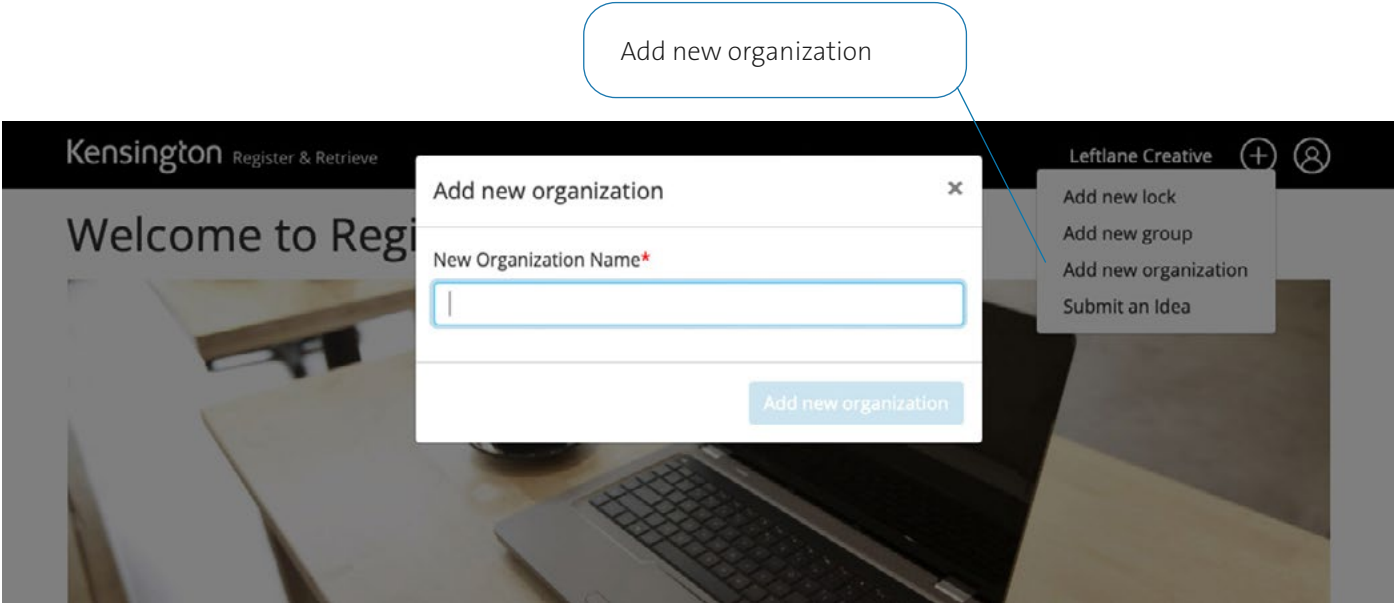 Add new organization
Kensington Register & Retrieve
Leftlane Creative
Add new organization
×
Add new lock
Add new group
Add new organization
Submit an Idea
Welcome to Regi
New Organization Name*
Add new organization